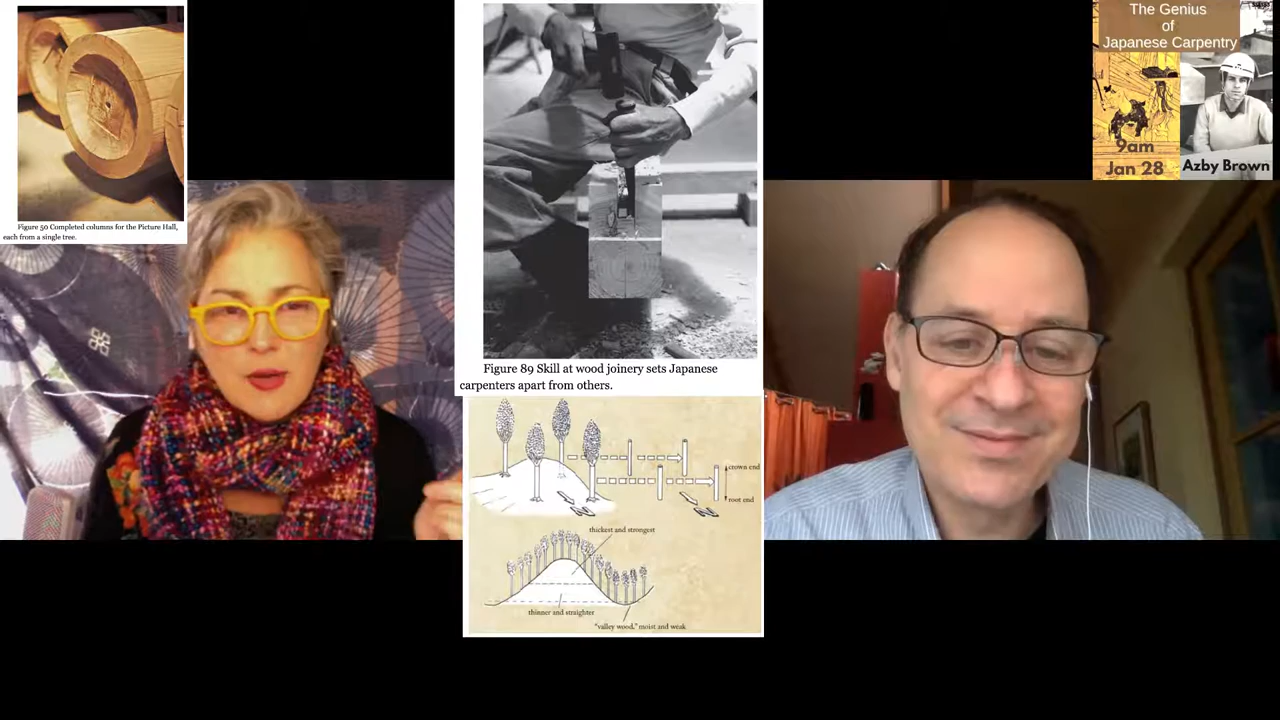 Figure 50 Completed columns for the Picture Hall,
each from a single tree.
Figure 89 Skill at wood joinery sets Japanese
carpenters apart from others.
crown end
root end
thickest and strongest
thinner and straighter
"valley wood," moist and weak
The Genius
of
Japanese Carpentry
9am
Jan 28
Azby Brown